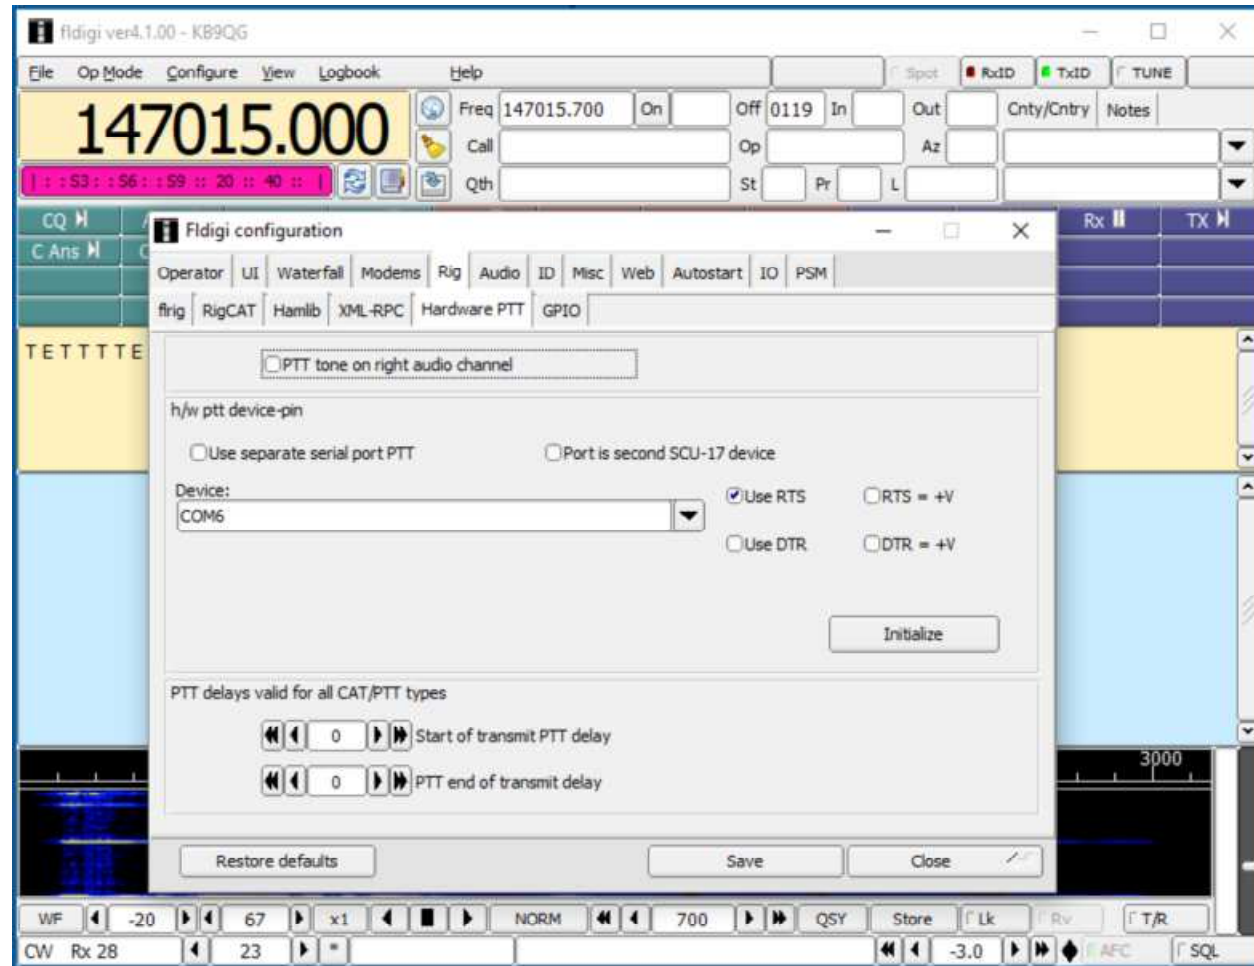 fldigi ver4.1.00 - KB9QG
File Op Mode Configure View Logbook Help Spot RxID TxID TUNE
147015.000
Freq 147015.700 On Off 0119 In Out Cnty/Cntry Notes
Call Op Az
Qth St Pr L
| : : S3 : : S6 : : S9 :: 20 :: 40 :: |
CQ Rx TX
C Ans
Fldigi configuration
Operator UI Waterfall Modems Rig Audio ID Misc Web Autostart IO PSM
flrig RigCAT Hamlib XML-RPC Hardware PTT GPIO
TETTTTE
PTT tone on right audio channel
h/w ptt device-pin
Use separate serial port PTT Port is second SCU-17 device
Device:
COM6
Use RTS RTS = +V
Use DTR DTR = +V
Initialize
PTT delays valid for all CAT/PTT types
0 Start of transmit PTT delay
0 PTT end of transmit delay
3000
Restore defaults Save Close
WF -20 67 x1 NORM 700 QSY Store Lk Rv T/R
CW Rx 28 23 * -3.0 AFC SQL